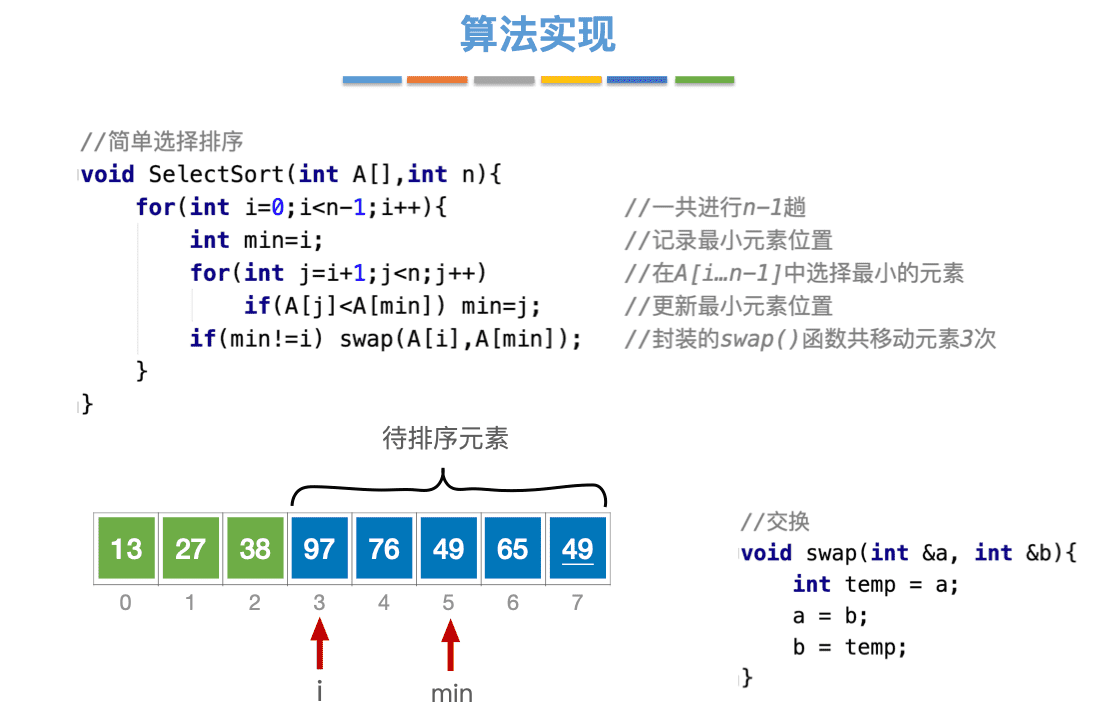 算法实现
//简单选择排序
void SelectSort(int A[],int n){
for(int i=0;i<n-1;i++){ //一共进行n-1趟
int min=i; //记录最小元素位置
for(int j=i+1;j<n;j++) //在A[i…n-1]中选择最小的元素
if(A[j]<A[min]) min=j; //更新最小元素位置
if(min!=i) swap(A[i],A[min]); //封装的swap()函数共移动元素3次
}
}
待排序元素
13 27 38 97 76 49 65 49
0 1 2 3 4 5 6 7
i min
//交换
void swap(int &a, int &b){
int temp = a;
a = b;
b = temp;
}